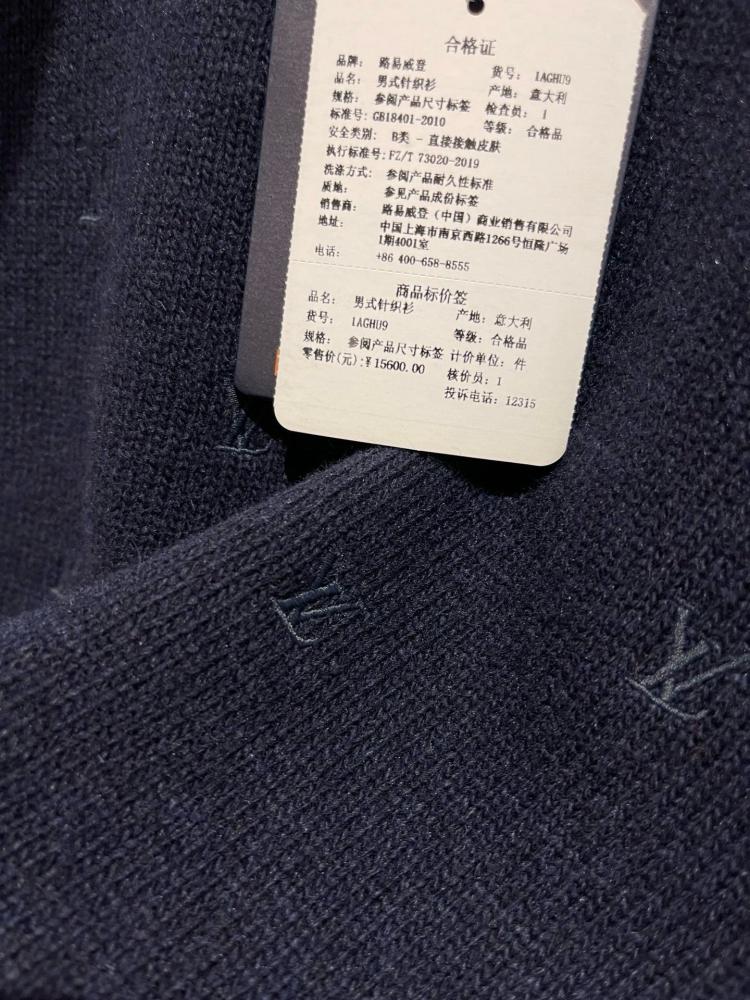 合格证
品牌： 路易威登 货号： 1AGHU9
品名： 男式针织衫 产地： 意大利
规格： 参阅产品尺寸标签 检查员： 1
标准号: GB18401-2010 等级： 合格品
安全类别： B类 - 直接接触皮肤
执行标准号: FZ/T 73020-2019
洗涤方式： 参阅产品耐久性标准
质地： 参见产品成份标签
销售商： 路易威登（中国）商业销售有限公司
地址： 中国上海市南京西路1266号恒隆广场
1期4001室
电话： +86 400-658-8555
商品标价签
品名： 男式针织衫 产地： 意大利
货号： 1AGHU9 等级： 合格品
规格： 参阅产品尺寸标签 计价单位： 件
零售价(元)：￥15600.00 核价员： 1
投诉电话： 12315
LV
LV
LV